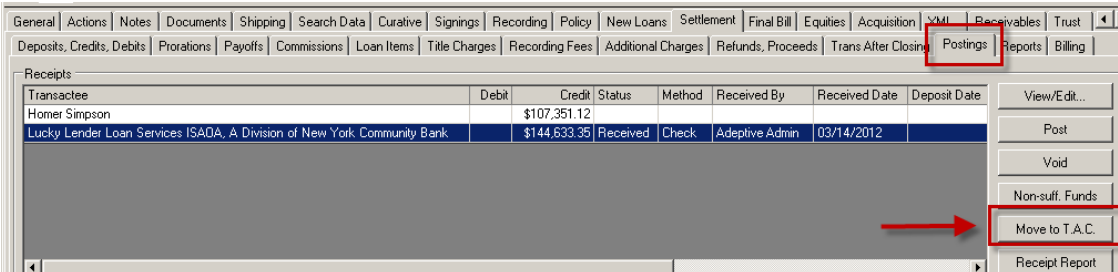 General Actions Notes Documents Shipping Search Data Curative Signings Recording Policy New Loans Settlement Final Bill Equities Acquisition XML Receivables Trust
Deposits, Credits, Debits Prorations Payoffs Commissions Loan Items Title Charges Recording Fees Additional Charges Refunds, Proceeds Trans After Closing Postings Reports Billing
Receipts
Transactee Debit Credit Status Method Received By Received Date Deposit Date
Homer Simpson $107,351.12
Lucky Lender Loan Services ISAOA, A Division of New York Community Bank $144,633.35 Received Check Adeptive Admin 03/14/2012
View/Edit...
Post
Void
Non-suff. Funds
Move to T.A.C.
Receipt Report